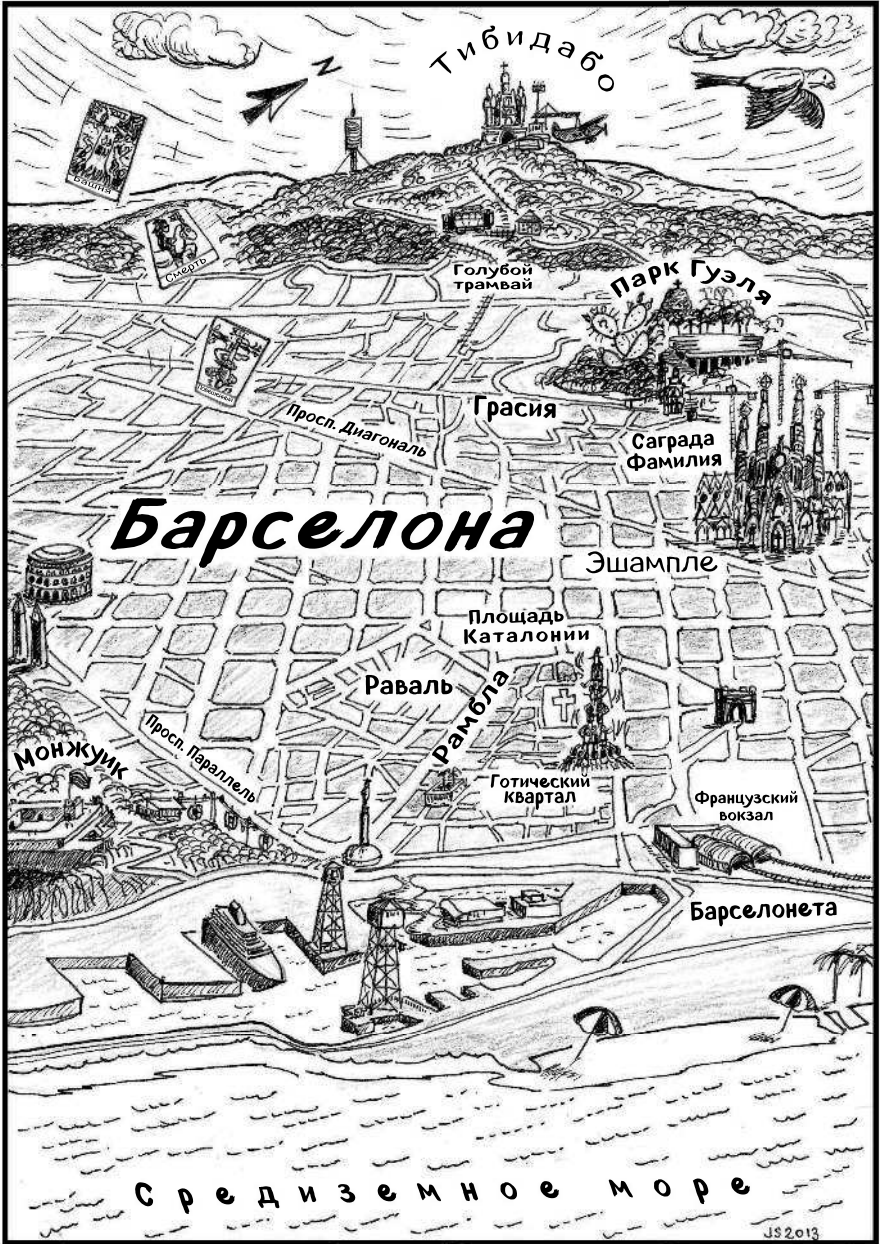 Тибидабо
N
Башня
Смерть
Голубой
трамвай
Парк Гуэля
Просп. Диагональ
Грасия
Саграда
Фамилия
Барселона
Эшампле
Площадь
Каталонии
Раваль
Рамбла
Просп. Параллель
Монжуик
Готический
квартал
Французский
вокзал
Барселонета
Средиземное море
JS2013